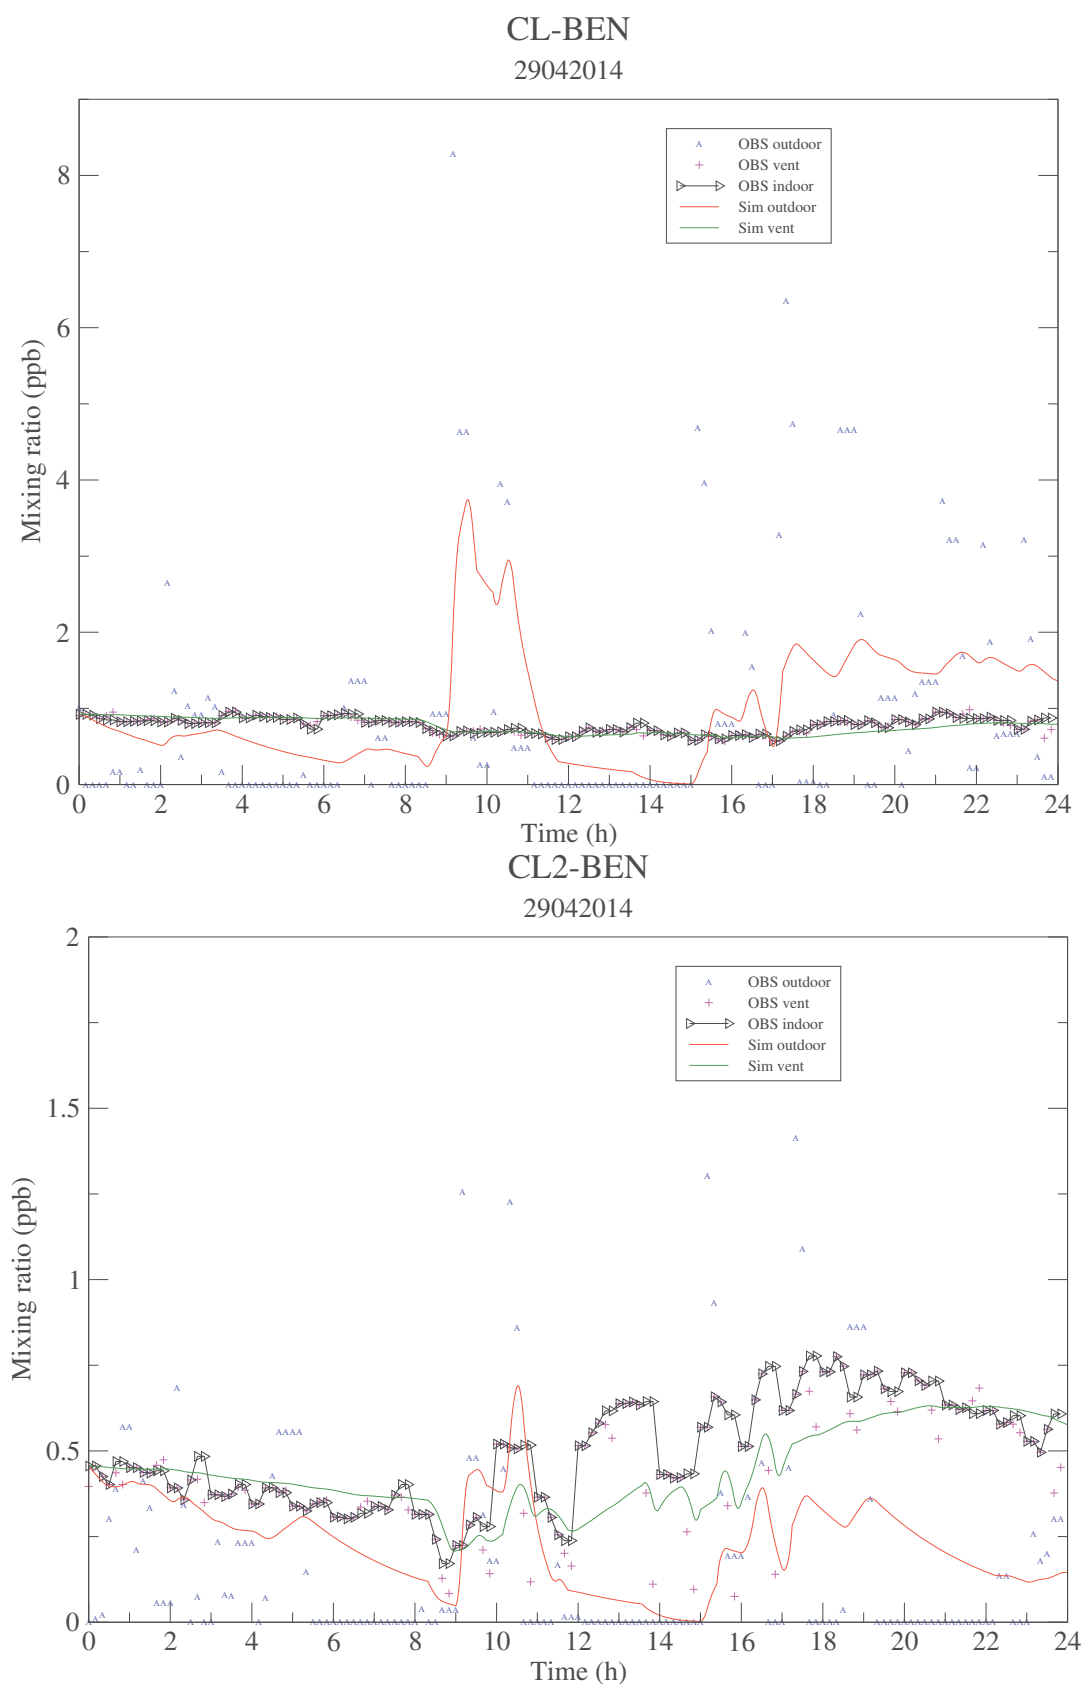 CL-BEN
29042014
OBS outdoor
OBS vent
OBS indoor
Sim outdoor
Sim vent
Mixing ratio (ppb)
8
6
4
2
0
0 2 4 6 8 10 12 14 16 18 20 22 24
Time (h)
CL2-BEN
29042014
OBS outdoor
OBS vent
OBS indoor
Sim outdoor
Sim vent
Mixing ratio (ppb)
2
1.5
1
0.5
0
0 2 4 6 8 10 12 14 16 18 20 22 24
Time (h)